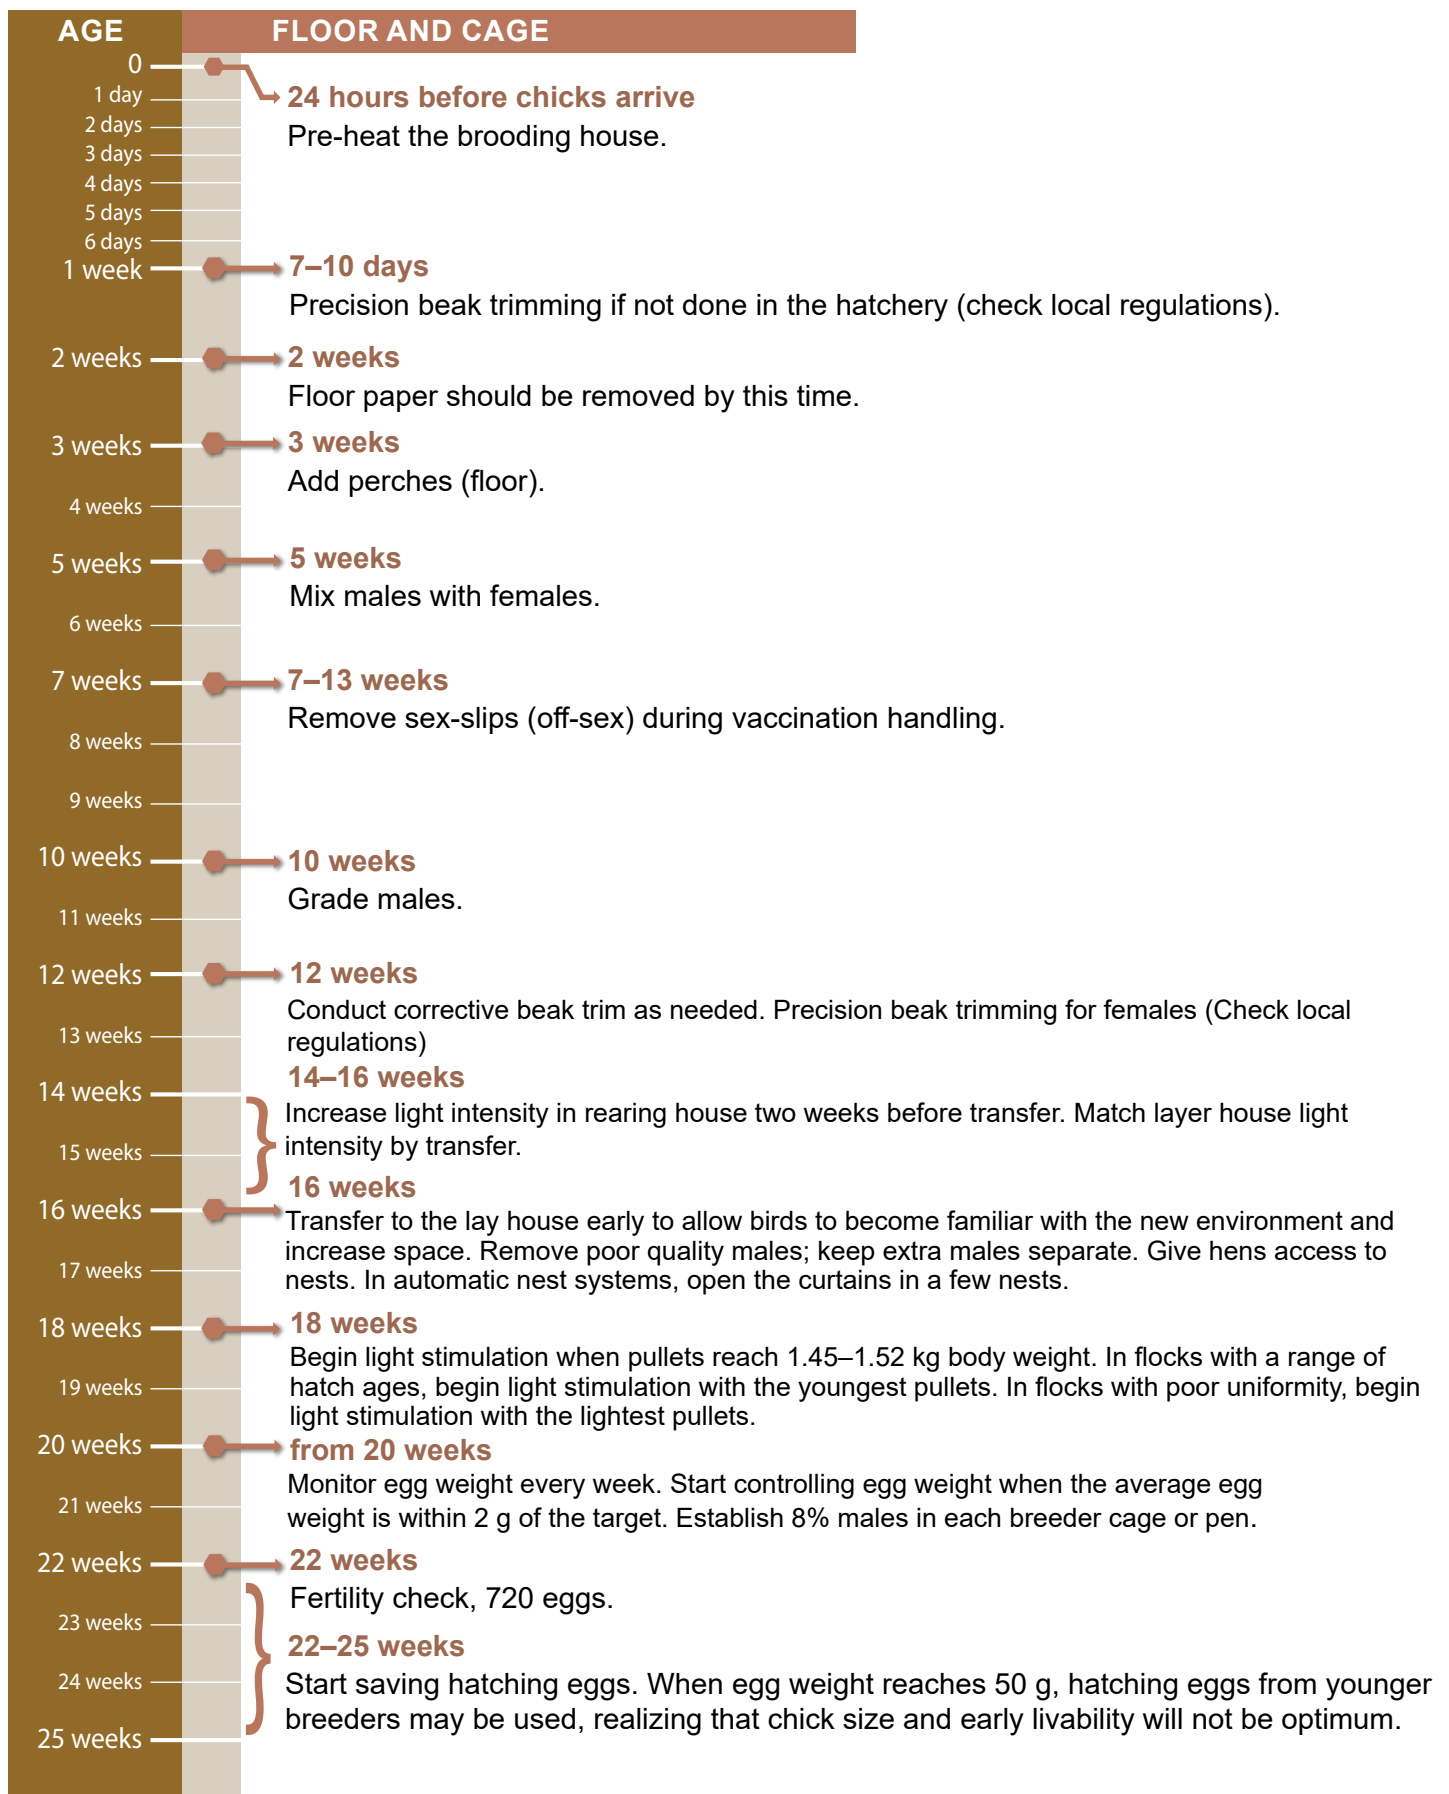 AGE FLOOR AND CAGE
0
1 day
24 hours before chicks arrive
2 days
Pre-heat the brooding house.
3 days
4 days
5 days
6 days
1 week
7–10 days
Precision beak trimming if not done in the hatchery (check local regulations).
2 weeks
2 weeks
Floor paper should be removed by this time.
3 weeks
3 weeks
Add perches (floor).
4 weeks
5 weeks
5 weeks
Mix males with females.
6 weeks
7 weeks
7–13 weeks
Remove sex-slips (off-sex) during vaccination handling.
8 weeks
9 weeks
10 weeks
10 weeks
Grade males.
11 weeks
12 weeks
12 weeks
Conduct corrective beak trim as needed. Precision beak trimming for females (Check local
regulations)
13 weeks
14 weeks
14–16 weeks
Increase light intensity in rearing house two weeks before transfer. Match layer house light
intensity by transfer.
15 weeks
16 weeks
16 weeks
Transfer to the lay house early to allow birds to become familiar with the new environment and
increase space. Remove poor quality males; keep extra males separate. Give hens access to
nests. In automatic nest systems, open the curtains in a few nests.
17 weeks
18 weeks
18 weeks
Begin light stimulation when pullets reach 1.45–1.52 kg body weight. In flocks with a range of
hatch ages, begin light stimulation with the youngest pullets. In flocks with poor uniformity, begin
light stimulation with the lightest pullets.
19 weeks
20 weeks
from 20 weeks
Monitor egg weight every week. Start controlling egg weight when the average egg
weight is within 2 g of the target. Establish 8% males in each breeder cage or pen.
21 weeks
22 weeks
22 weeks
Fertility check, 720 eggs.
23 weeks
22–25 weeks
Start saving hatching eggs. When egg weight reaches 50 g, hatching eggs from younger
breeders may be used, realizing that chick size and early livability will not be optimum.
24 weeks
25 weeks